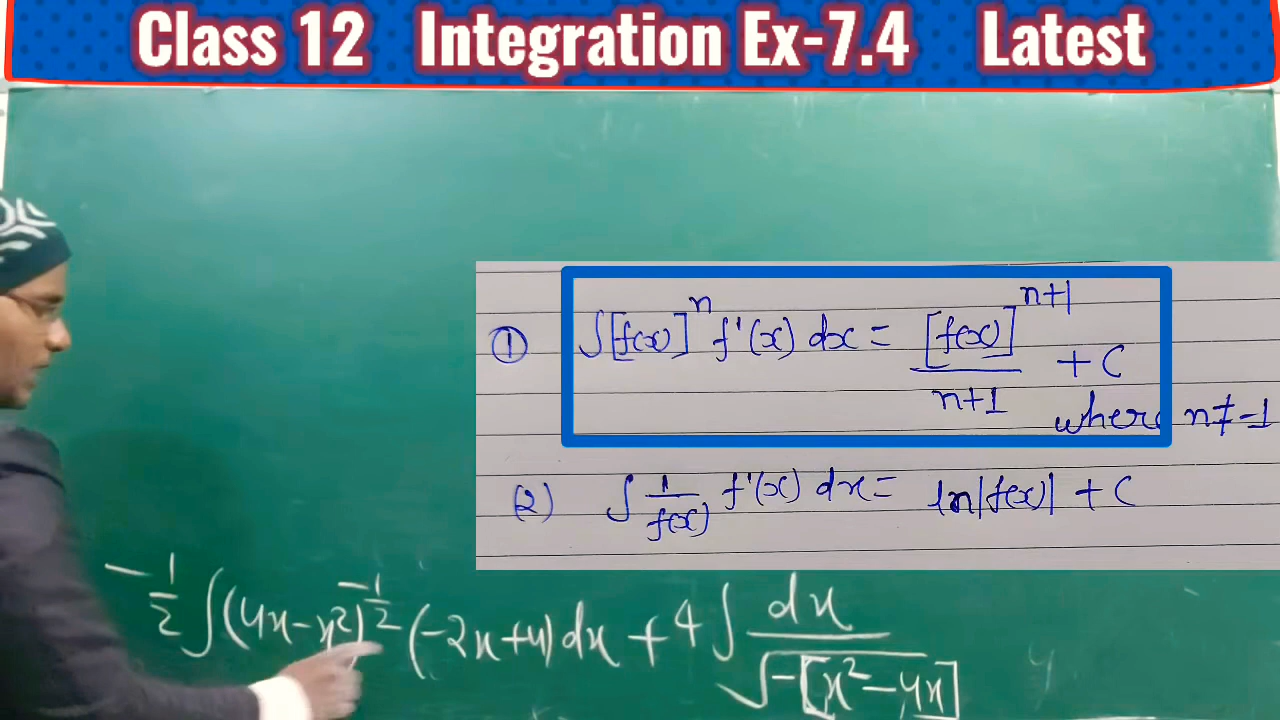 Class 12 Integration Ex-7.4 Latest
① ∫[f(x)]ⁿ f'(x) dx = [f(x)]ⁿ⁺¹/(n+1) + C
where n≠-1
(2) ∫ 1/f(x) f'(x) dx = ln|f(x)| + C
-1/2 ∫(4x-x²)^(-1/2) (-2x+4)dx + 4∫ dx/√(-[x²-4x])